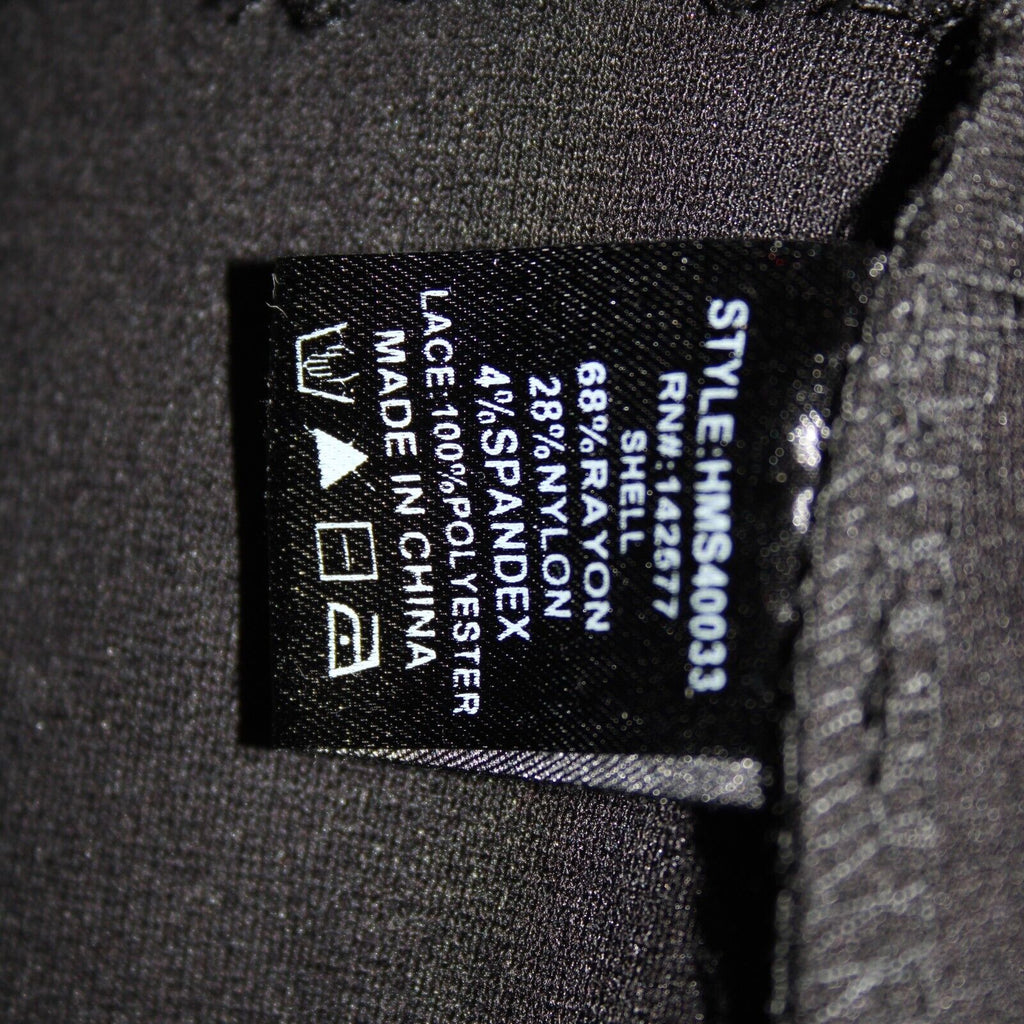 STYLE:HMS40033
RN#:142577
SHELL
68%RAYON
28%NYLON
4%SPANDEX
LACE:100%POLYESTER
MADE IN CHINA